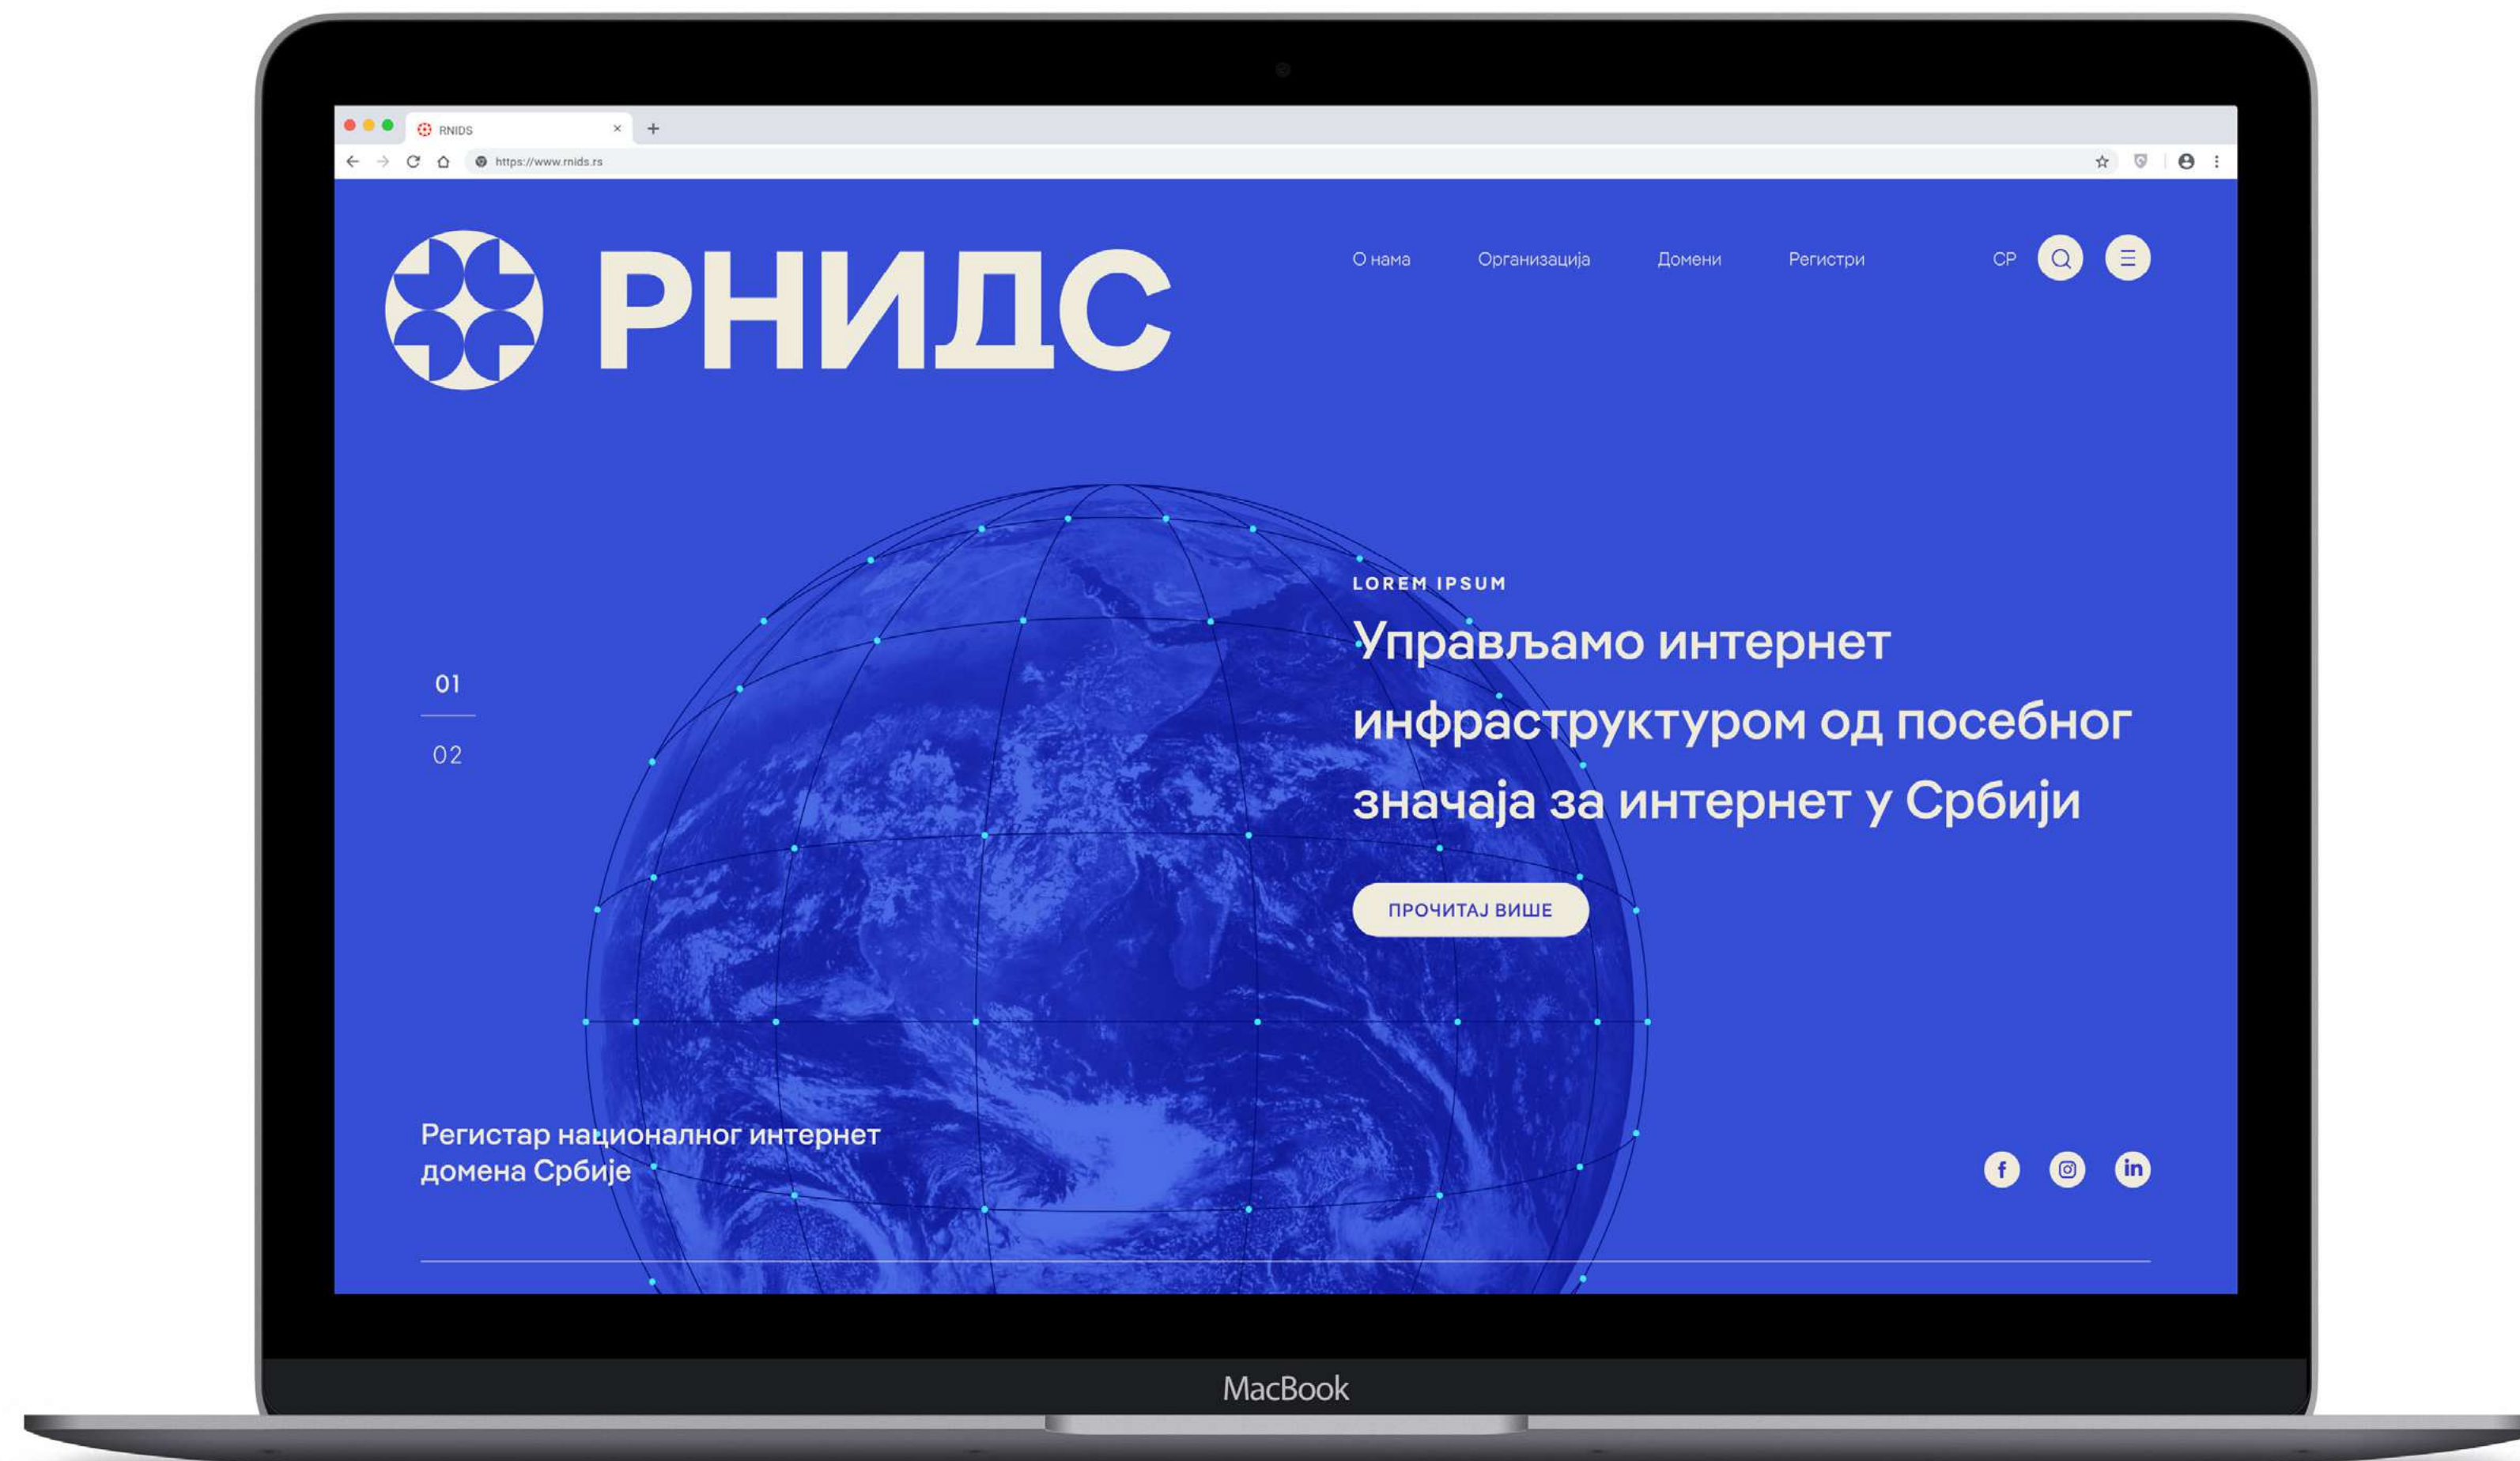 RNIDS
https://www.rnids.rs
РНИДС
О нама Организација Домени Регистри СР
LOREM IPSUM
Управљамо интернет
инфраструктуром од посебног
значаја за интернет у Србији
01
02
ПРОЧИТАЈ ВИШЕ
Регистар националног интернет
домена Србије
f in
MacBook